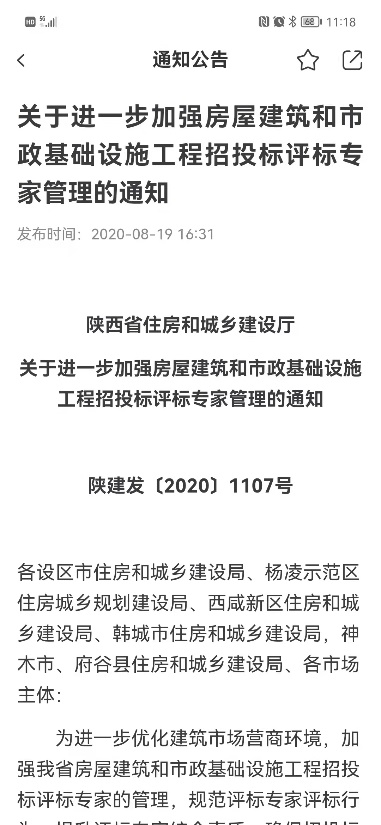 HD 5G 68 11:18
通知公告
关于进一步加强房屋建筑和市
政基础设施工程招投标评标专
家管理的通知
发布时间：2020-08-19 16:31
陕西省住房和城乡建设厅
关于进一步加强房屋建筑和市政基础设施
工程招投标评标专家管理的通知
陕建发〔2020〕1107号
各设区市住房和城乡建设局、杨凌示范区
住房城乡规划建设局、西咸新区住房和城
乡建设局、韩城市住房和城乡建设局，神
木市、府谷县住房和城乡建设局、各市场
主体：
为进一步优化建筑市场营商环境，加
强我省房屋建筑和市政基础设施工程招投
标评标专家的管理，规范评标专家评标行